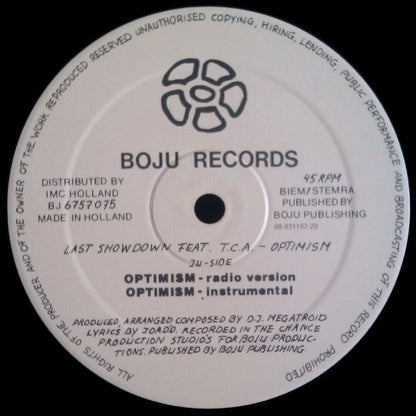 ALL RIGHTS OF THE PRODUCER AND OF THE OWNER OF THE WORK REPRODUCED RESERVED UNAUTHORISED COPYING, HIRING, LENDING, PUBLIC PERFORMANCE AND BROADCASTING OF THIS RECORD PROHIBITED
BOJU RECORDS
DISTRIBUTED BY
IMC HOLLAND
BJ 6757075
MADE IN HOLLAND
45 RPM
BIEM/STEMRA
PUBLISHED BY
BOJU PUBLISHING
08-031157-20
LAST SHOWDOWN FEAT. T.C.A. - OPTIMISM
JU-SIDE
OPTIMISM - radio version
OPTIMISM - instrumental
PRODUCED, ARRANGED COMPOSED BY D.J. MEGATROID
LYRICS BY JOADD. RECORDED IN THE CHANCE
PRODUCTION STUDIO'S FOR BOJU PRODUC-
TIONS. PUBLISHED BY BOJU PUBLISHING